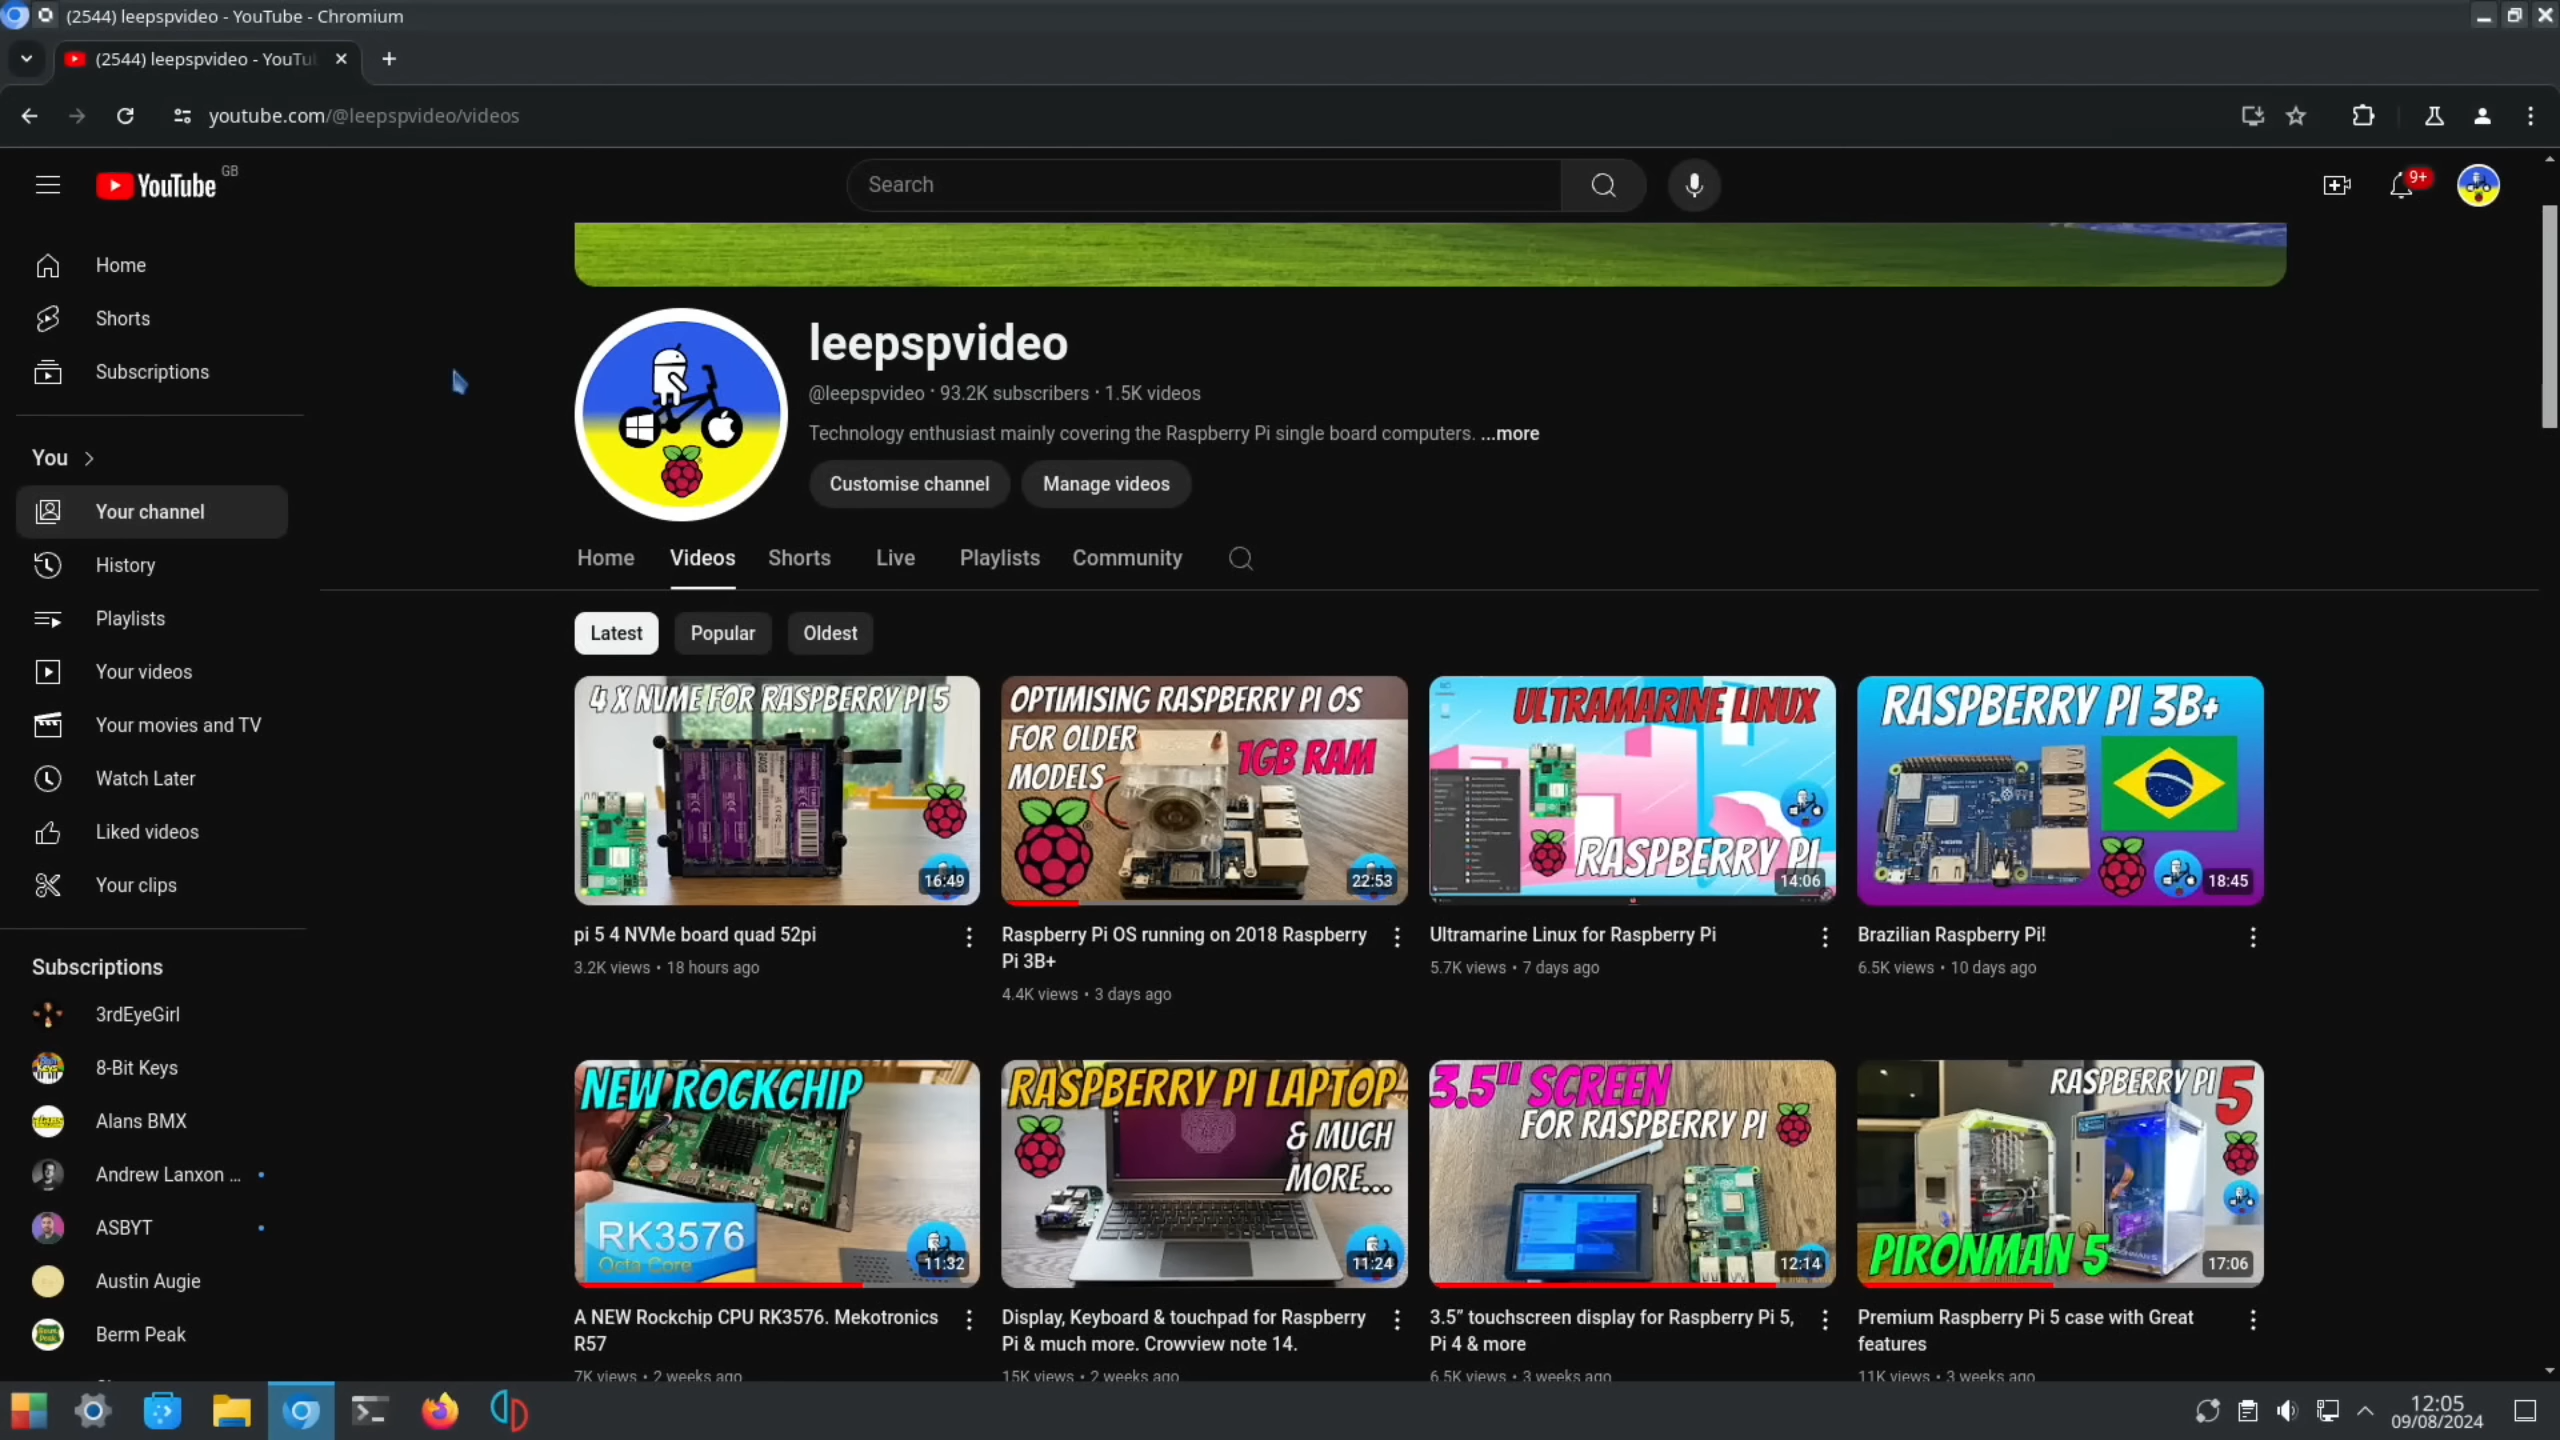 (2544) leepspvideo - YouTube - Chromium
(2544) leepspvideo - YouTu
youtube.com/@leepspvideo/videos
YouTube GB
Search
9+
Home
Shorts
Subscriptions
You
Your channel
History
Playlists
Your videos
Your movies and TV
Watch Later
Liked videos
Your clips
Subscriptions
3rdEyeGirl
8-Bit Keys
Alans BMX
Andrew Lanxon ...
ASBYT
Austin Augie
Berm Peak
leepspvideo
@leepspvideo · 93.2K subscribers · 1.5K videos
Technology enthusiast mainly covering the Raspberry Pi single board computers. ...more
Customise channel
Manage videos
Home Videos Shorts Live Playlists Community
Latest Popular Oldest
4 X NVME FOR RASPBERRY PI 5
16:49
pi 5 4 NVMe board quad 52pi
3.2K views • 18 hours ago
OPTIMISING RASPBERRY PI OS
FOR OLDER
MODELS
1GB RAM
22:53
Raspberry Pi OS running on 2018 Raspberry
Pi 3B+
4.4K views • 3 days ago
ULTRAMARINE LINUX
RASPBERRY PI
14:06
Ultramarine Linux for Raspberry Pi
5.7K views • 7 days ago
RASPBERRY PI 3B+
18:45
Brazilian Raspberry Pi!
6.5K views • 10 days ago
NEW ROCKCHIP
RK3576
Octa Core
11:32
A NEW Rockchip CPU RK3576. Mekotronics
R57
7K views • 2 weeks ago
RASPBERRY PI LAPTOP
& MUCH
MORE...
11:24
Display, Keyboard & touchpad for Raspberry
Pi & much more. Crowview note 14.
15K views • 2 weeks ago
3.5" SCREEN
FOR RASPBERRY PI
12:14
3.5” touchscreen display for Raspberry Pi 5,
Pi 4 & more
6.5K views • 3 weeks ago
RASPBERRY PI 5
PIRONMAN 5
17:06
Premium Raspberry Pi 5 case with Great
features
11K views • 3 weeks ago
12:05
09/08/2024